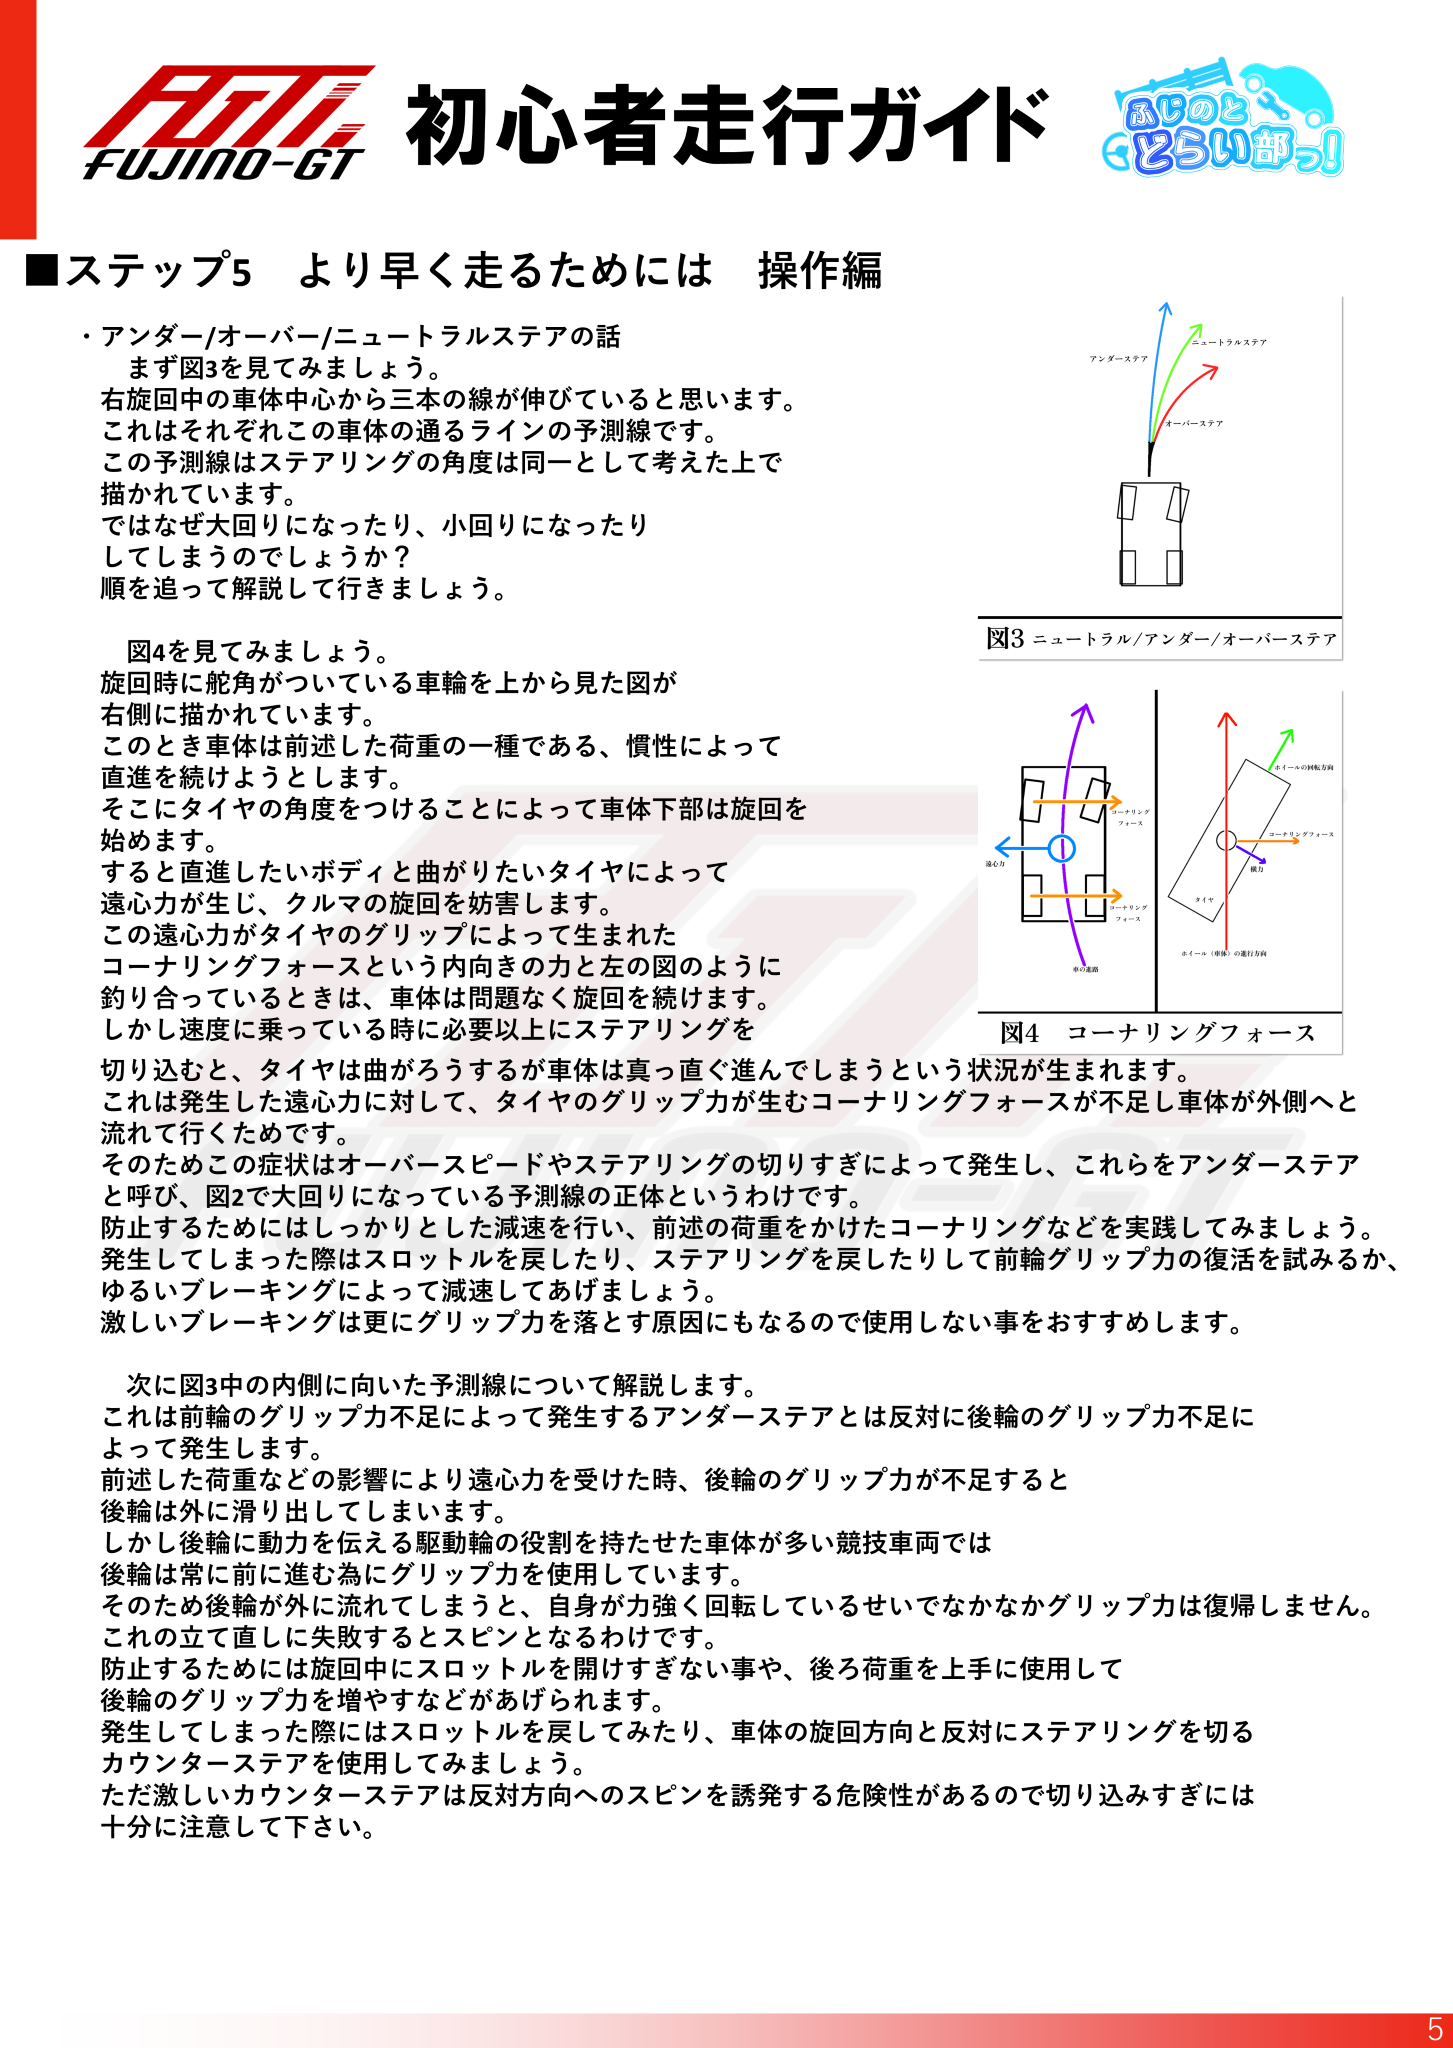 FUJINO-GT
初心者走行ガイド
ふじのと
どらい部っ!
■ステップ5　より早く走るためには　操作編
・アンダー/オーバー/ニュートラルステアの話
まず図3を見てみましょう。
右旋回中の車体中心から三本の線が伸びていると思います。
これはそれぞれこの車体の通るラインの予測線です。
この予測線はステアリングの角度は同一として考えた上で
描かれています。
ではなぜ大回りになったり、小回りになったり
してしまうのでしょうか？
順を追って解説して行きましょう。
アンダーステア
ニュートラルステア
オーバーステア
図3 ニュートラル/アンダー/オーバーステア
図4を見てみましょう。
旋回時に舵角がついている車輪を上から見た図が
右側に描かれています。
このとき車体は前述した荷重の一種である、慣性によって
直進を続けようとします。
そこにタイヤの角度をつけることによって車体下部は旋回を
始めます。
すると直進したいボディと曲がりたいタイヤによって
遠心力が生じ、クルマの旋回を妨害します。
この遠心力がタイヤのグリップによって生まれた
コーナリングフォースという内向きの力と左の図のように
釣り合っているときは、車体は問題なく旋回を続けます。
しかし速度に乗っている時に必要以上にステアリングを
コーナリング
フォース
遠心力
コーナリング
フォース
車の進路
ホイールの回転方向
コーナリングフォース
横力
タイヤ
ホイール（車体）の進行方向
図4　コーナリングフォース
切り込むと、タイヤは曲がろうするが車体は真っ直ぐ進んでしまうという状況が生まれます。
これは発生した遠心力に対して、タイヤのグリップ力が生むコーナリングフォースが不足し車体が外側へと
流れて行くためです。
そのためこの症状はオーバースピードやステアリングの切りすぎによって発生し、これらをアンダーステア
と呼び、図2で大回りになっている予測線の正体というわけです。
防止するためにはしっかりとした減速を行い、前述の荷重をかけたコーナリングなどを実践してみましょう。
発生してしまった際はスロットルを戻したり、ステアリングを戻したりして前輪グリップ力の復活を試みるか、
ゆるいブレーキングによって減速してあげましょう。
激しいブレーキングは更にグリップ力を落とす原因にもなるので使用しない事をおすすめします。
次に図3中の内側に向いた予測線について解説します。
これは前輪のグリップ力不足によって発生するアンダーステアとは反対に後輪のグリップ力不足に
よって発生します。
前述した荷重などの影響により遠心力を受けた時、後輪のグリップ力が不足すると
後輪は外に滑り出してしまいます。
しかし後輪に動力を伝える駆動輪の役割を持たせた車体が多い競技車両では
後輪は常に前に進む為にグリップ力を使用しています。
そのため後輪が外に流れてしまうと、自身が力強く回転しているせいでなかなかグリップ力は復帰しません。
これの立て直しに失敗するとスピンとなるわけです。
防止するためには旋回中にスロットルを開けすぎない事や、後ろ荷重を上手に使用して
後輪のグリップ力を増やすなどがあげられます。
発生してしまった際にはスロットルを戻してみたり、車体の旋回方向と反対にステアリングを切る
カウンターステアを使用してみましょう。
ただ激しいカウンターステアは反対方向へのスピンを誘発する危険性があるので切り込みすぎには
十分に注意して下さい。
5